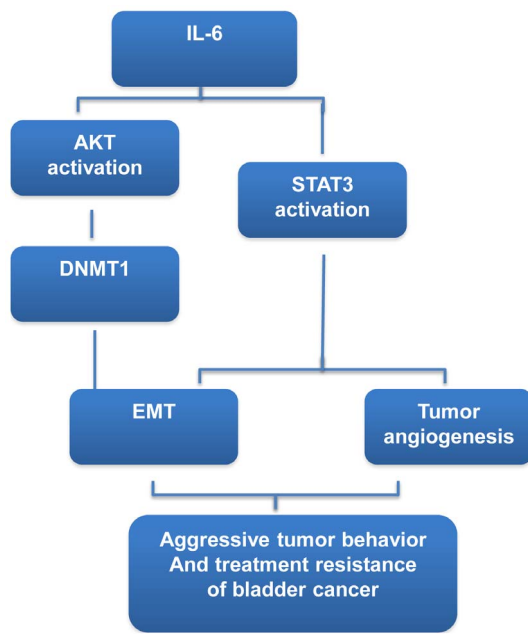 IL-6
AKT
activation
STAT3
activation
DNMT1
EMT
Tumor
angiogenesis
Aggressive tumor behavior
And treatment resistance
of bladder cancer